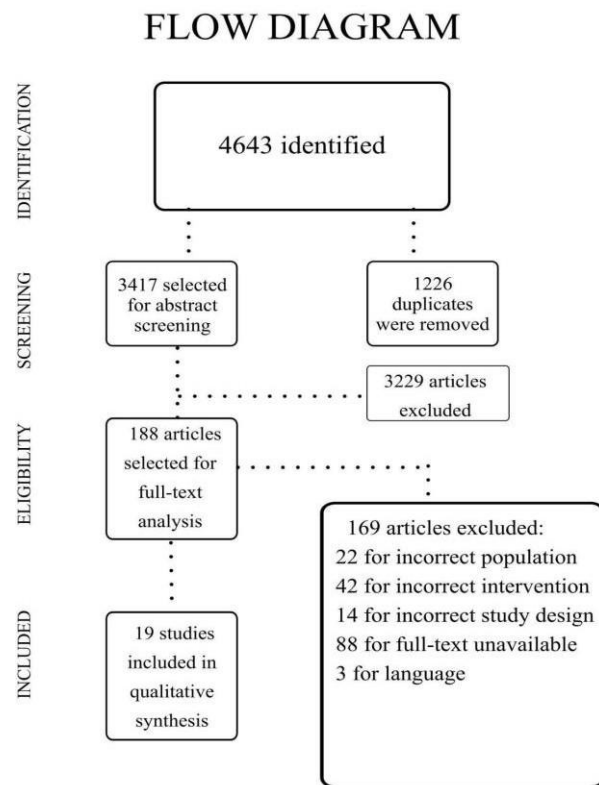 FLOW DIAGRAM
IDENTIFICATION
4643 identified
SCREENING
3417 selected
for abstract
screening
1226
duplicates
were removed
3229 articles
excluded
ELIGIBILITY
188 articles
selected for
full-text
analysis
169 articles excluded:
22 for incorrect population
42 for incorrect intervention
14 for incorrect study design
88 for full-text unavailable
3 for language
INCLUDED
19 studies
included in
qualitative
synthesis